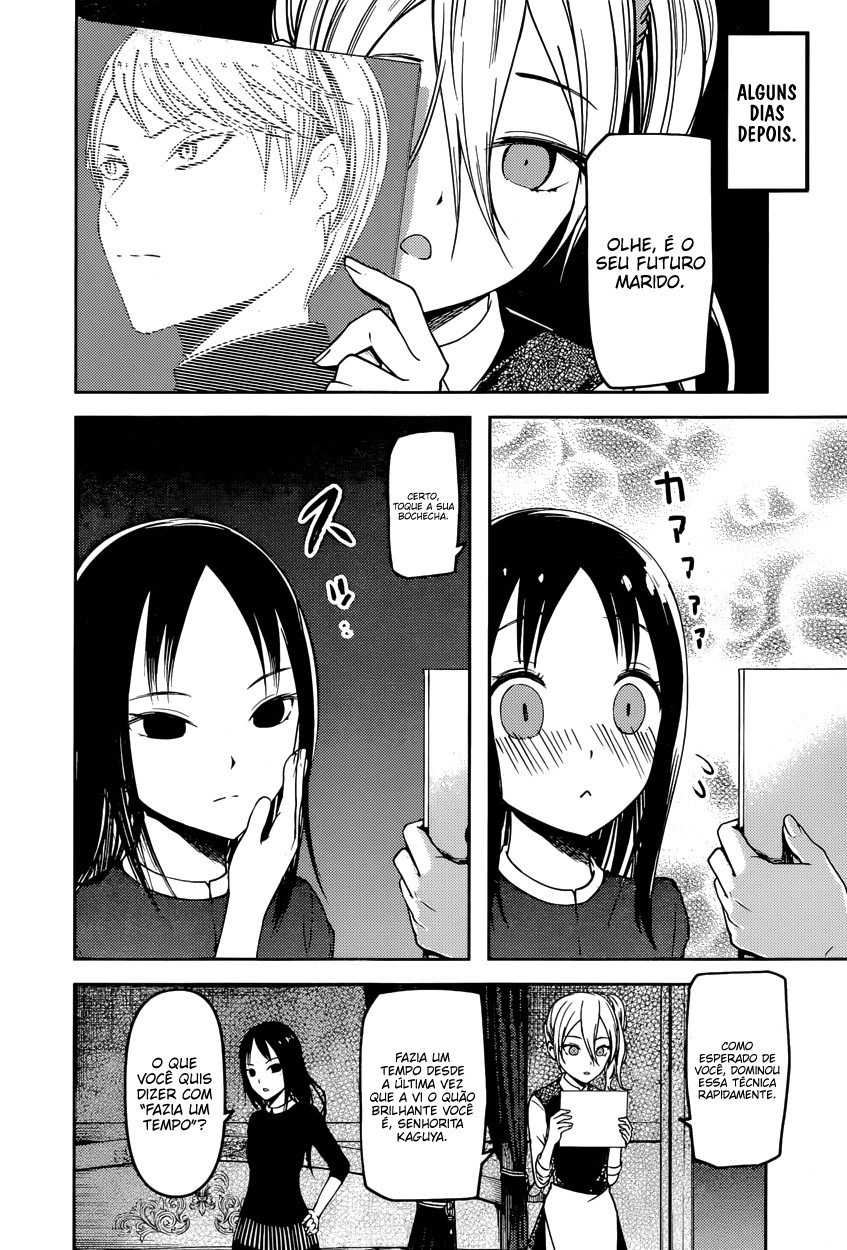 ALGUNS
DIAS
DEPOIS.
OLHE, É O
SEU FUTURO
MARIDO.
カァァァァァ
CERTO,
TOQUE A SUA
BOCHECHA.
スッ…
COMO
ESPERADO DE
VOCÊ, DOMINOU
ESSA TÉCNICA
RAPIDAMENTE.
FAZIA UM
TEMPO DESDE
A ÚLTIMA VEZ
QUE A VI O QUÃO
BRILHANTE VOCÊ
É, SENHORITA
KAGUYA.
O QUE
VOCÊ QUIS
DIZER COM
“FAZIA UM
TEMPO”?